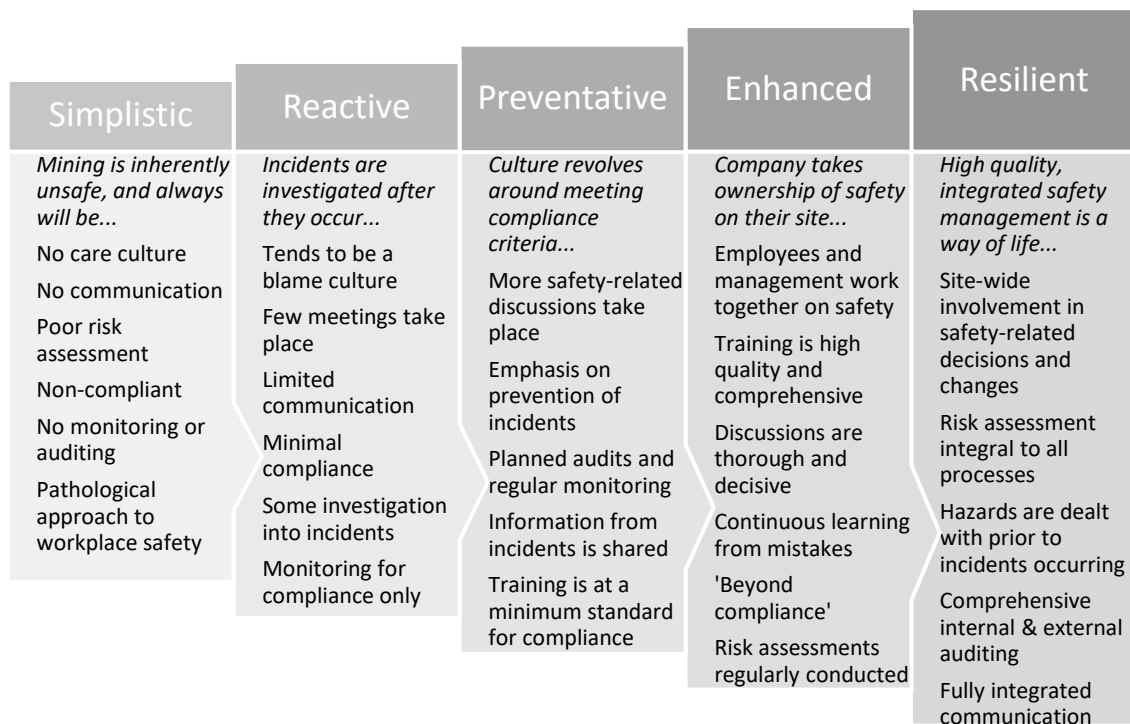 Simplistic
Mining is inherently
unsafe, and always
will be...
No care culture
No communication
Poor risk
assessment
Non-compliant
No monitoring or
auditing
Pathological
approach to
workplace safety
Reactive
Incidents are
investigated after
they occur...
Tends to be a
blame culture
Few meetings take
place
Limited
communication
Minimal
compliance
Some investigation
into incidents
Monitoring for
compliance only
Preventative
Culture revolves
around meeting
compliance
criteria...
More safety-related
discussions take
place
Emphasis on
prevention of
incidents
Planned audits and
regular monitoring
Information from
incidents is shared
Training is at a
minimum standard
for compliance
Enhanced
Company takes
ownership of safety
on their site...
Employees and
management work
together on safety
Training is high
quality and
comprehensive
Discussions are
thorough and
decisive
Continuous learning
from mistakes
'Beyond
compliance'
Risk assessments
regularly conducted
Resilient
High quality,
integrated safety
management is a
way of life...
Site-wide
involvement in
safety-related
decisions and
changes
Risk assessment
integral to all
processes
Hazards are dealt
with prior to
incidents occurring
Comprehensive
internal & external
auditing
Fully integrated
communication